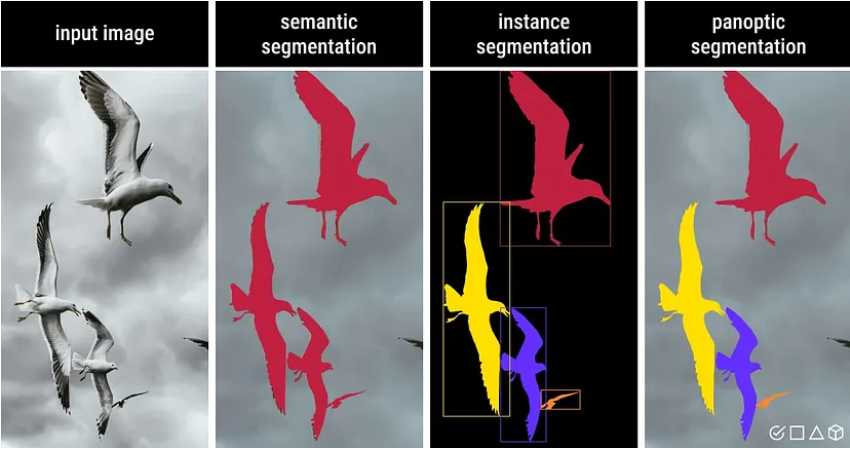 input image
semantic
segmentation
instance
segmentation
panoptic
segmentation